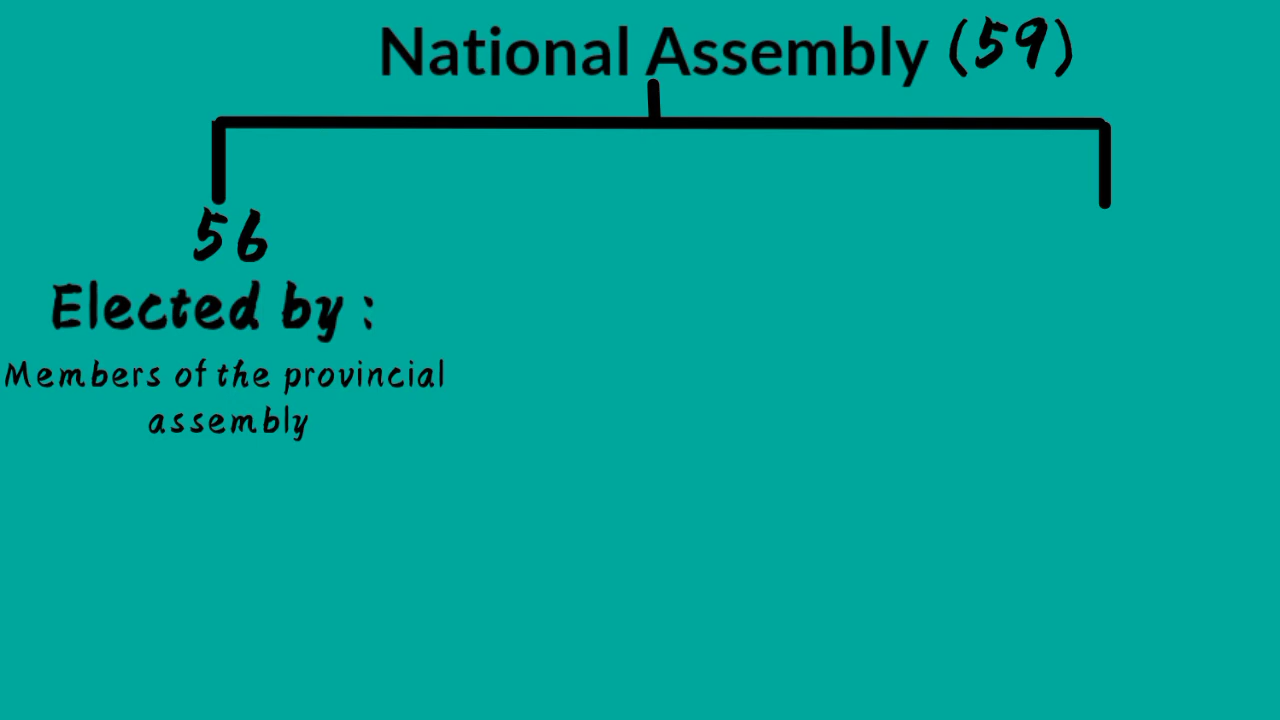 National Assembly (59)
56
Elected by :
Members of the provincial
assembly